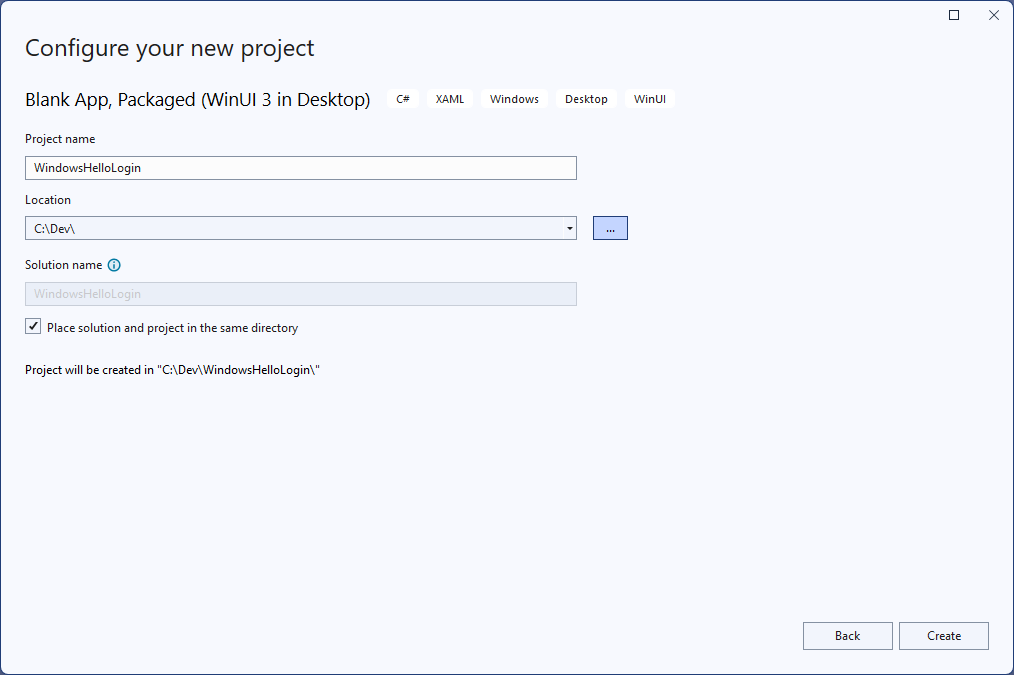 Configure your new project
Blank App, Packaged (WinUI 3 in Desktop) C# XAML Windows Desktop WinUI
Project name
WindowsHelloLogin
Location
C:\Dev\
...
Solution name
WindowsHelloLogin
Place solution and project in the same directory
Project will be created in "C:\Dev\WindowsHelloLogin\"
Back Create